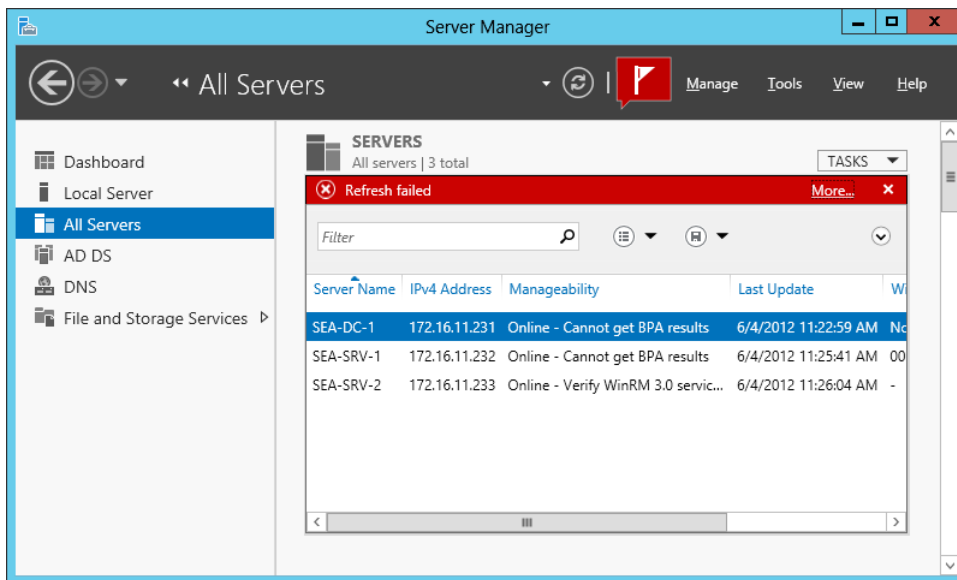 Server Manager
All Servers
Manage Tools View Help
Dashboard
Local Server
All Servers
AD DS
DNS
File and Storage Services
SERVERS
All servers | 3 total
TASKS
Refresh failed More...
Filter
Server Name IPv4 Address Manageability Last Update Wi
SEA-DC-1 172.16.11.231 Online - Cannot get BPA results 6/4/2012 11:22:59 AM No
SEA-SRV-1 172.16.11.232 Online - Cannot get BPA results 6/4/2012 11:25:41 AM 00
SEA-SRV-2 172.16.11.233 Online - Verify WinRM 3.0 servic... 6/4/2012 11:26:04 AM -